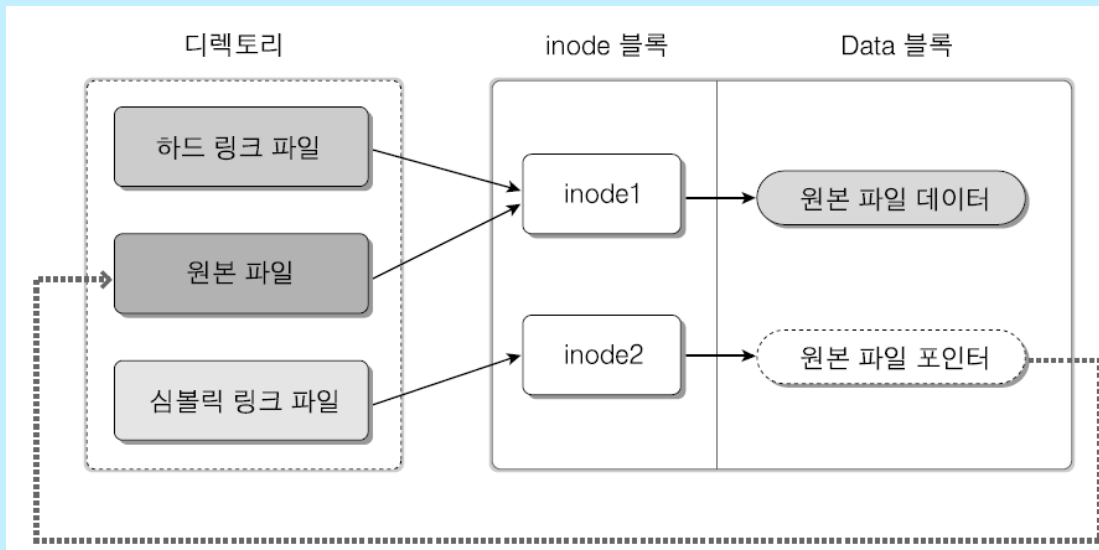 디렉토리
inode 블록
Data 블록
하드 링크 파일
inode1
원본 파일 데이터
원본 파일
inode2
원본 파일 포인터
심볼릭 링크 파일